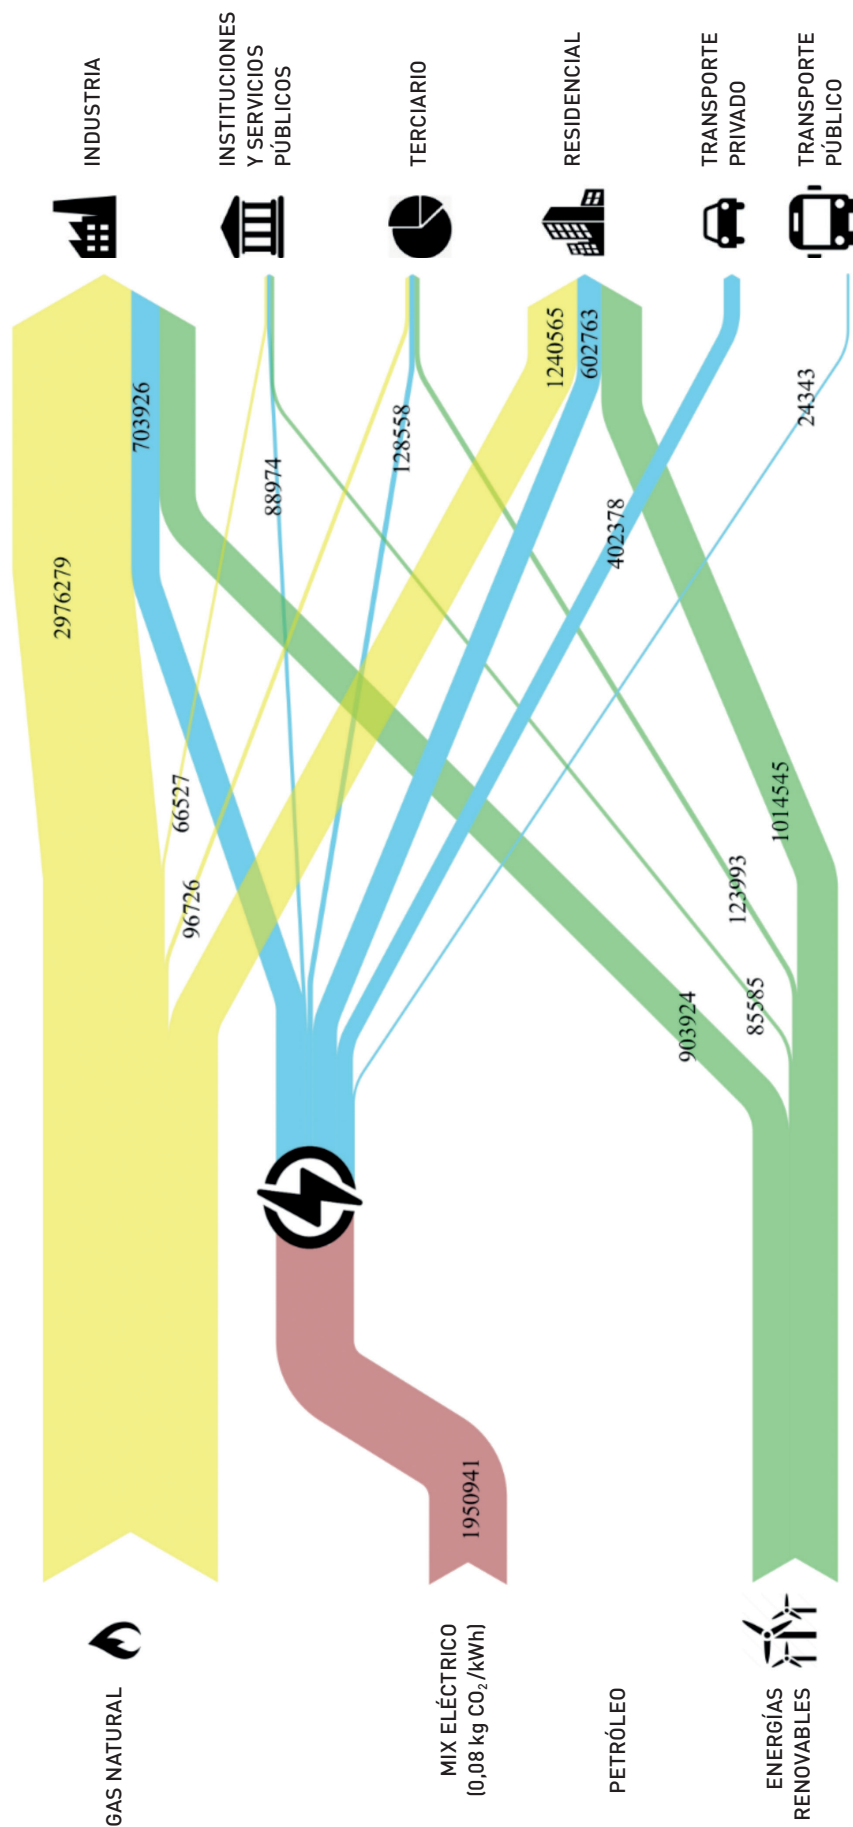 GAS NATURAL
MIX ELÉCTRICO
(0,08 kg CO₂/kWh)
PETRÓLEO
ENERGÍAS
RENOVABLES
1950941
2976279
66527
96726
1240565
703926
88974
128558
602763
402378
24343
903924
85585
123993
1014545
INDUSTRIA
INSTITUCIONES
Y SERVICIOS
PÚBLICOS
TERCIARIO
RESIDENCIAL
TRANSPORTE
PRIVADO
TRANSPORTE
PÚBLICO